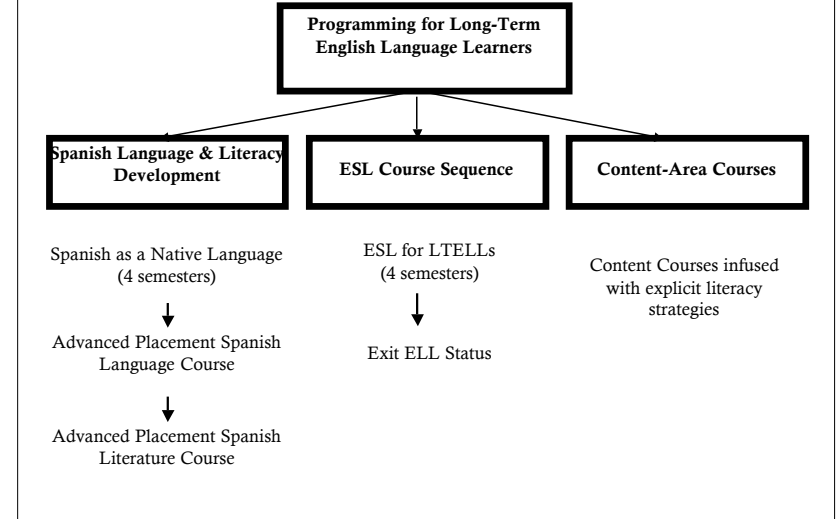 Programming for Long-Term
English Language Learners
Spanish Language & Literacy
Development
ESL Course Sequence
Content-Area Courses
Spanish as a Native Language
(4 semesters)
Advanced Placement Spanish
Language Course
Advanced Placement Spanish
Literature Course
ESL for LTELLs
(4 semesters)
Exit ELL Status
Content Courses infused
with explicit literacy
strategies